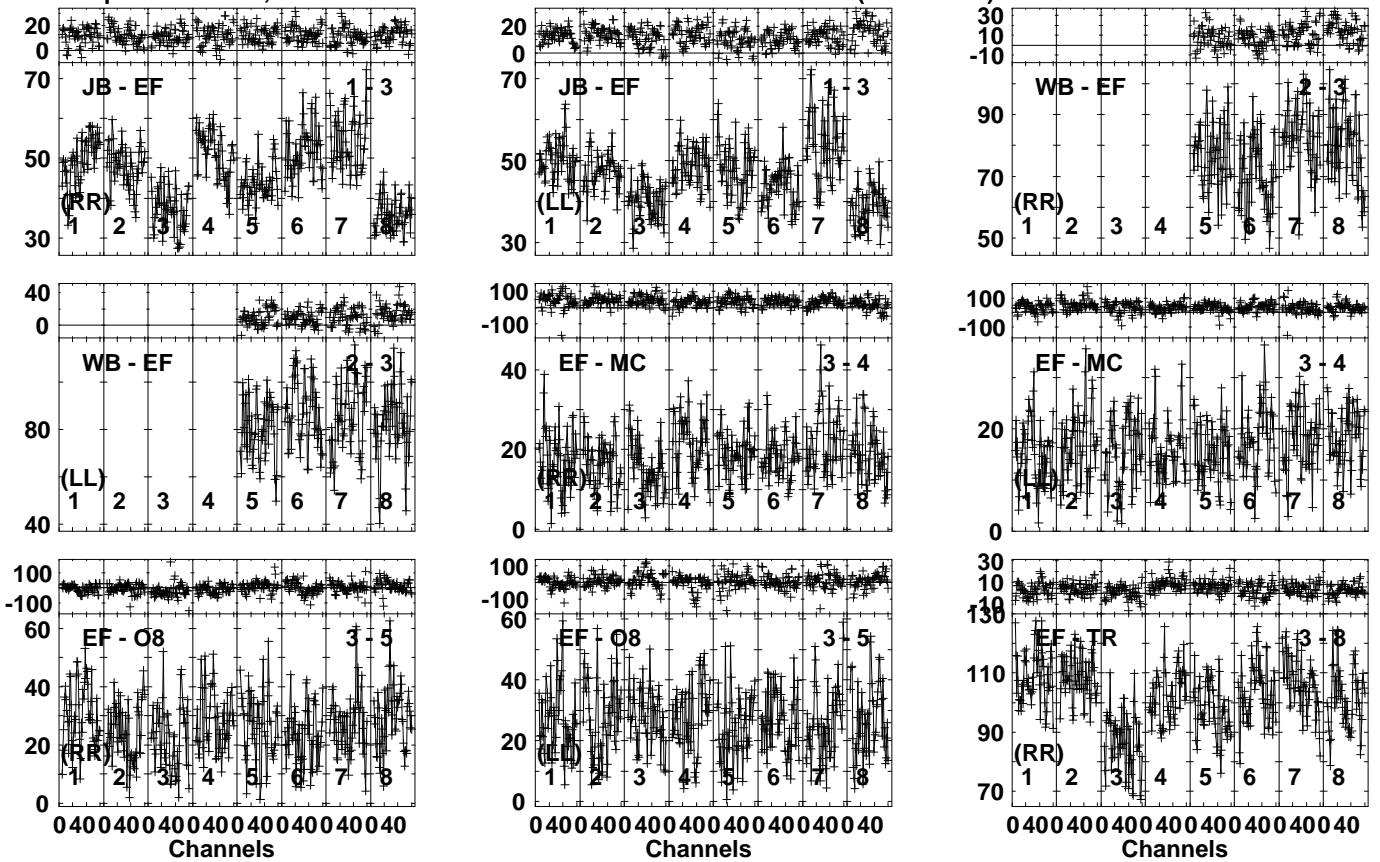 20 0
20 0
30 10 -10
70 50 30
JB - EF 1 - 3
(RR)
1 2 3 4 5 6 7 8
70 50 30
JB - EF 1 - 3
(LL)
1 2 3 4 5 6 7 8
90 70 50
WB - EF 2 - 3
(RR)
1 2 3 4 5 6 7 8
40 0
100 -100
100 -100
80 40
WB - EF 2 - 3
(LL)
1 2 3 4 5 6 7 8
40 20 0
EF - MC 3 - 4
(RR)
1 2 3 4 5 6 7 8
20 0
EF - MC 3 - 4
(LL)
1 2 3 4 5 6 7 8
100 -100
100 -100
30 10 -10
60 40 20 0
EF - O8 3 - 5
(RR)
1 2 3 4 5 6 7 8
60 40 20 0
EF - O8 3 - 5
(LL)
1 2 3 4 5 6 7 8
130 110 90 70
EF - TR 3 - 8
(RR)
1 2 3 4 5 6 7 8
0 40 0 40 0 40 0 40 0 40 0 40 0 40 0 40
Channels
0 40 0 40 0 40 0 40 0 40 0 40 0 40 0 40
Channels
0 40 0 40 0 40 0 40 0 40 0 40 0 40 0 40
Channels